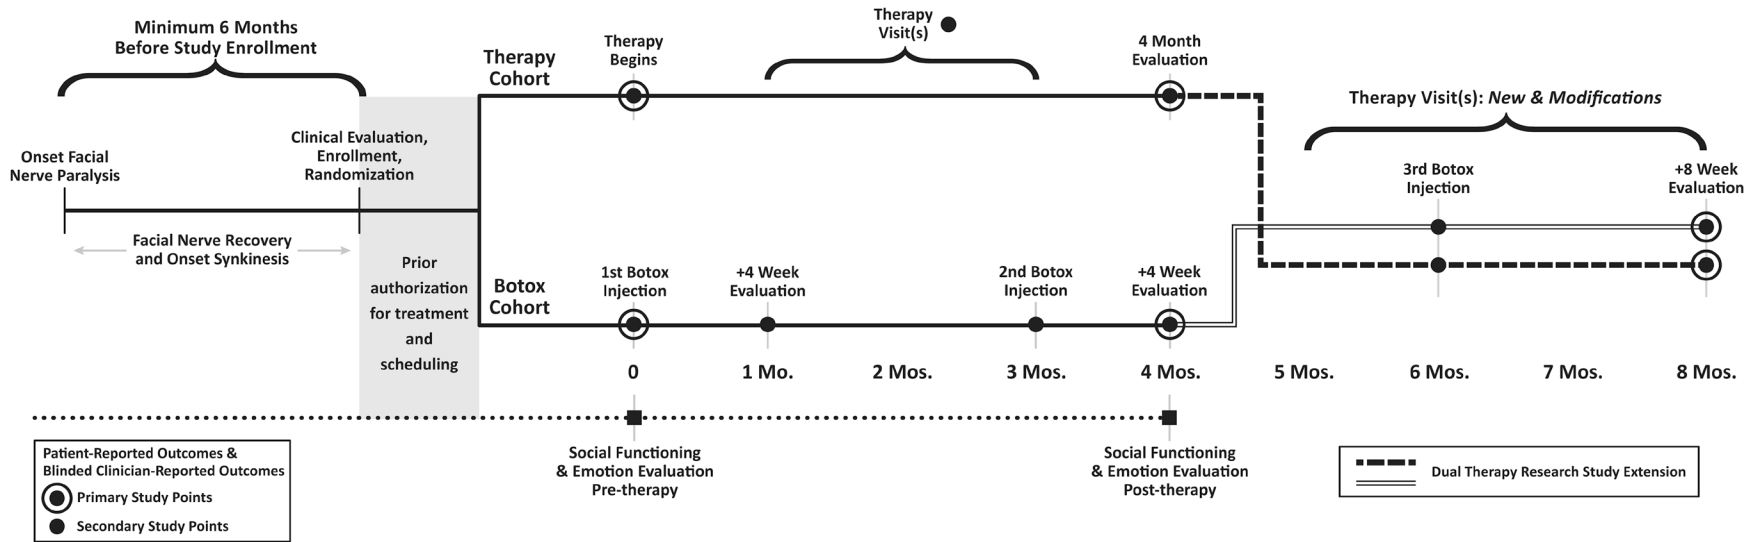 Minimum 6 Months
Before Study Enrollment
Onset Facial
Nerve Paralysis
Clinical Evaluation,
Enrollment,
Randomization
Facial Nerve Recovery
and Onset Synkinesis
Prior
authorization
for treatment
and
scheduling
Therapy
Cohort
Therapy
Begins
Therapy
Visit(s)
4 Month
Evaluation
Botox
Cohort
1st Botox
Injection
+4 Week
Evaluation
2nd Botox
Injection
+4 Week
Evaluation
Therapy Visit(s): New & Modifications
3rd Botox
Injection
+8 Week
Evaluation
0
1 Mo.
2 Mos.
3 Mos.
4 Mos.
5 Mos.
6 Mos.
7 Mos.
8 Mos.
Social Functioning
& Emotion Evaluation
Pre-therapy
Social Functioning
& Emotion Evaluation
Post-therapy
Patient-Reported Outcomes &
Blinded Clinician-Reported Outcomes
Primary Study Points
Secondary Study Points
Dual Therapy Research Study Extension